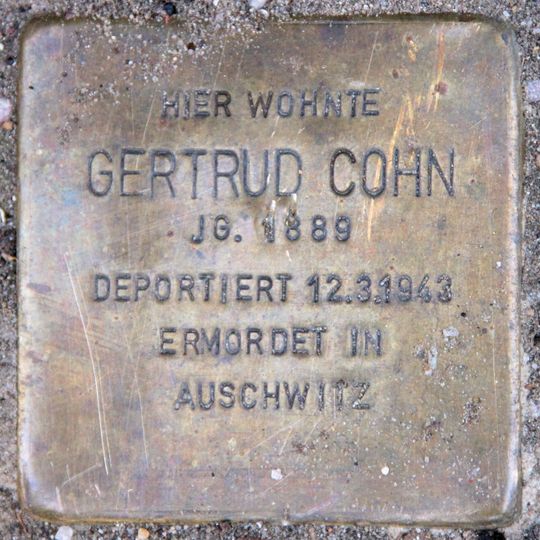 HIER WOHNTE
GERTRUD COHN
JG. 1889
DEPORTIERT 12.3.1943
ERMORDET IN
AUSCHWITZ